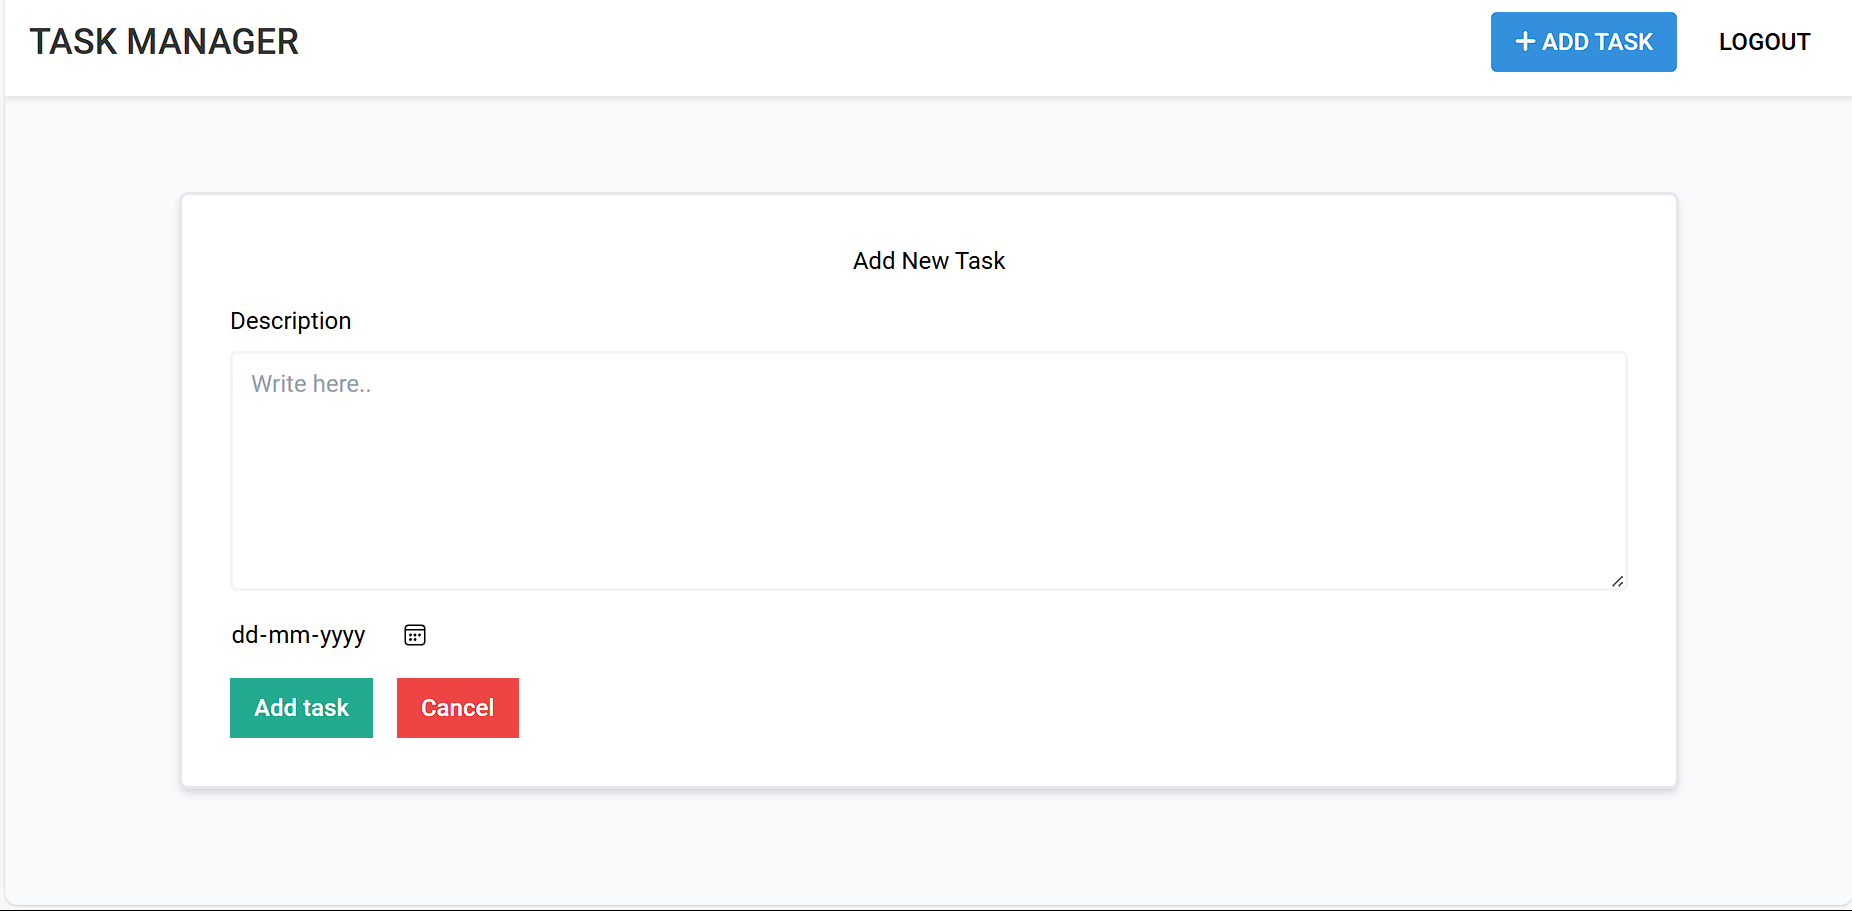 TASK MANAGER
+ ADD TASK
LOGOUT
Add New Task
Description
Write here..
dd-mm-yyyy
Add task
Cancel